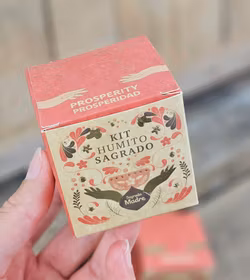 PROSPERITY
PROSPERIDAD
KIT
HUMITO
SAGRADO
Madre